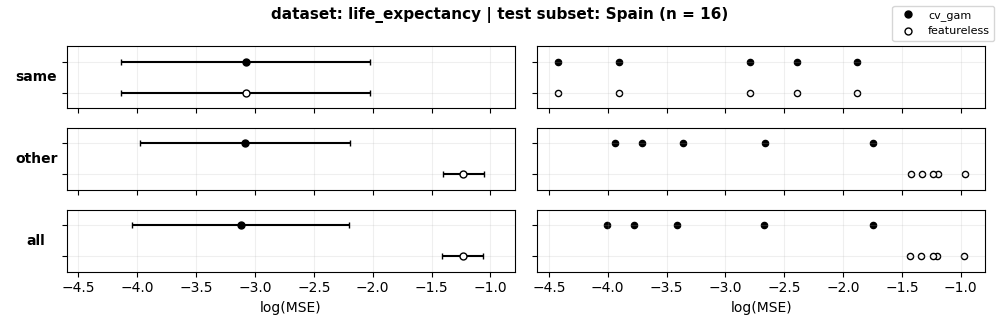 dataset: life_expectancy | test subset: Spain (n = 16)
cv_gam
featureless
same
other
all
−4.5 −4.0 −3.5 −3.0 −2.5 −2.0 −1.5 −1.0
−4.5 −4.0 −3.5 −3.0 −2.5 −2.0 −1.5 −1.0
log(MSE)
log(MSE)